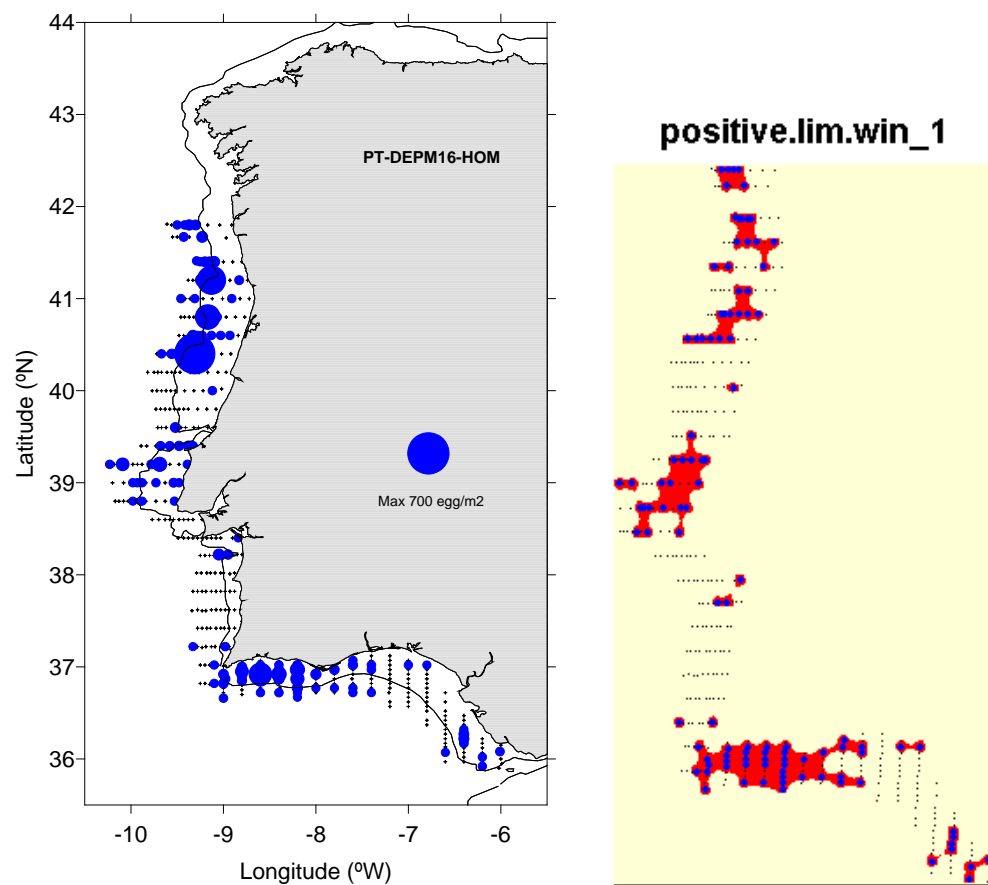 44
43
42
41
40
39
38
37
36
Latitude (ºN)
PT-DEPM16-HOM
Max 700 egg/m2
-10
-9
-8
-7
-6
Longitude (ºW)
positive.lim.win_1